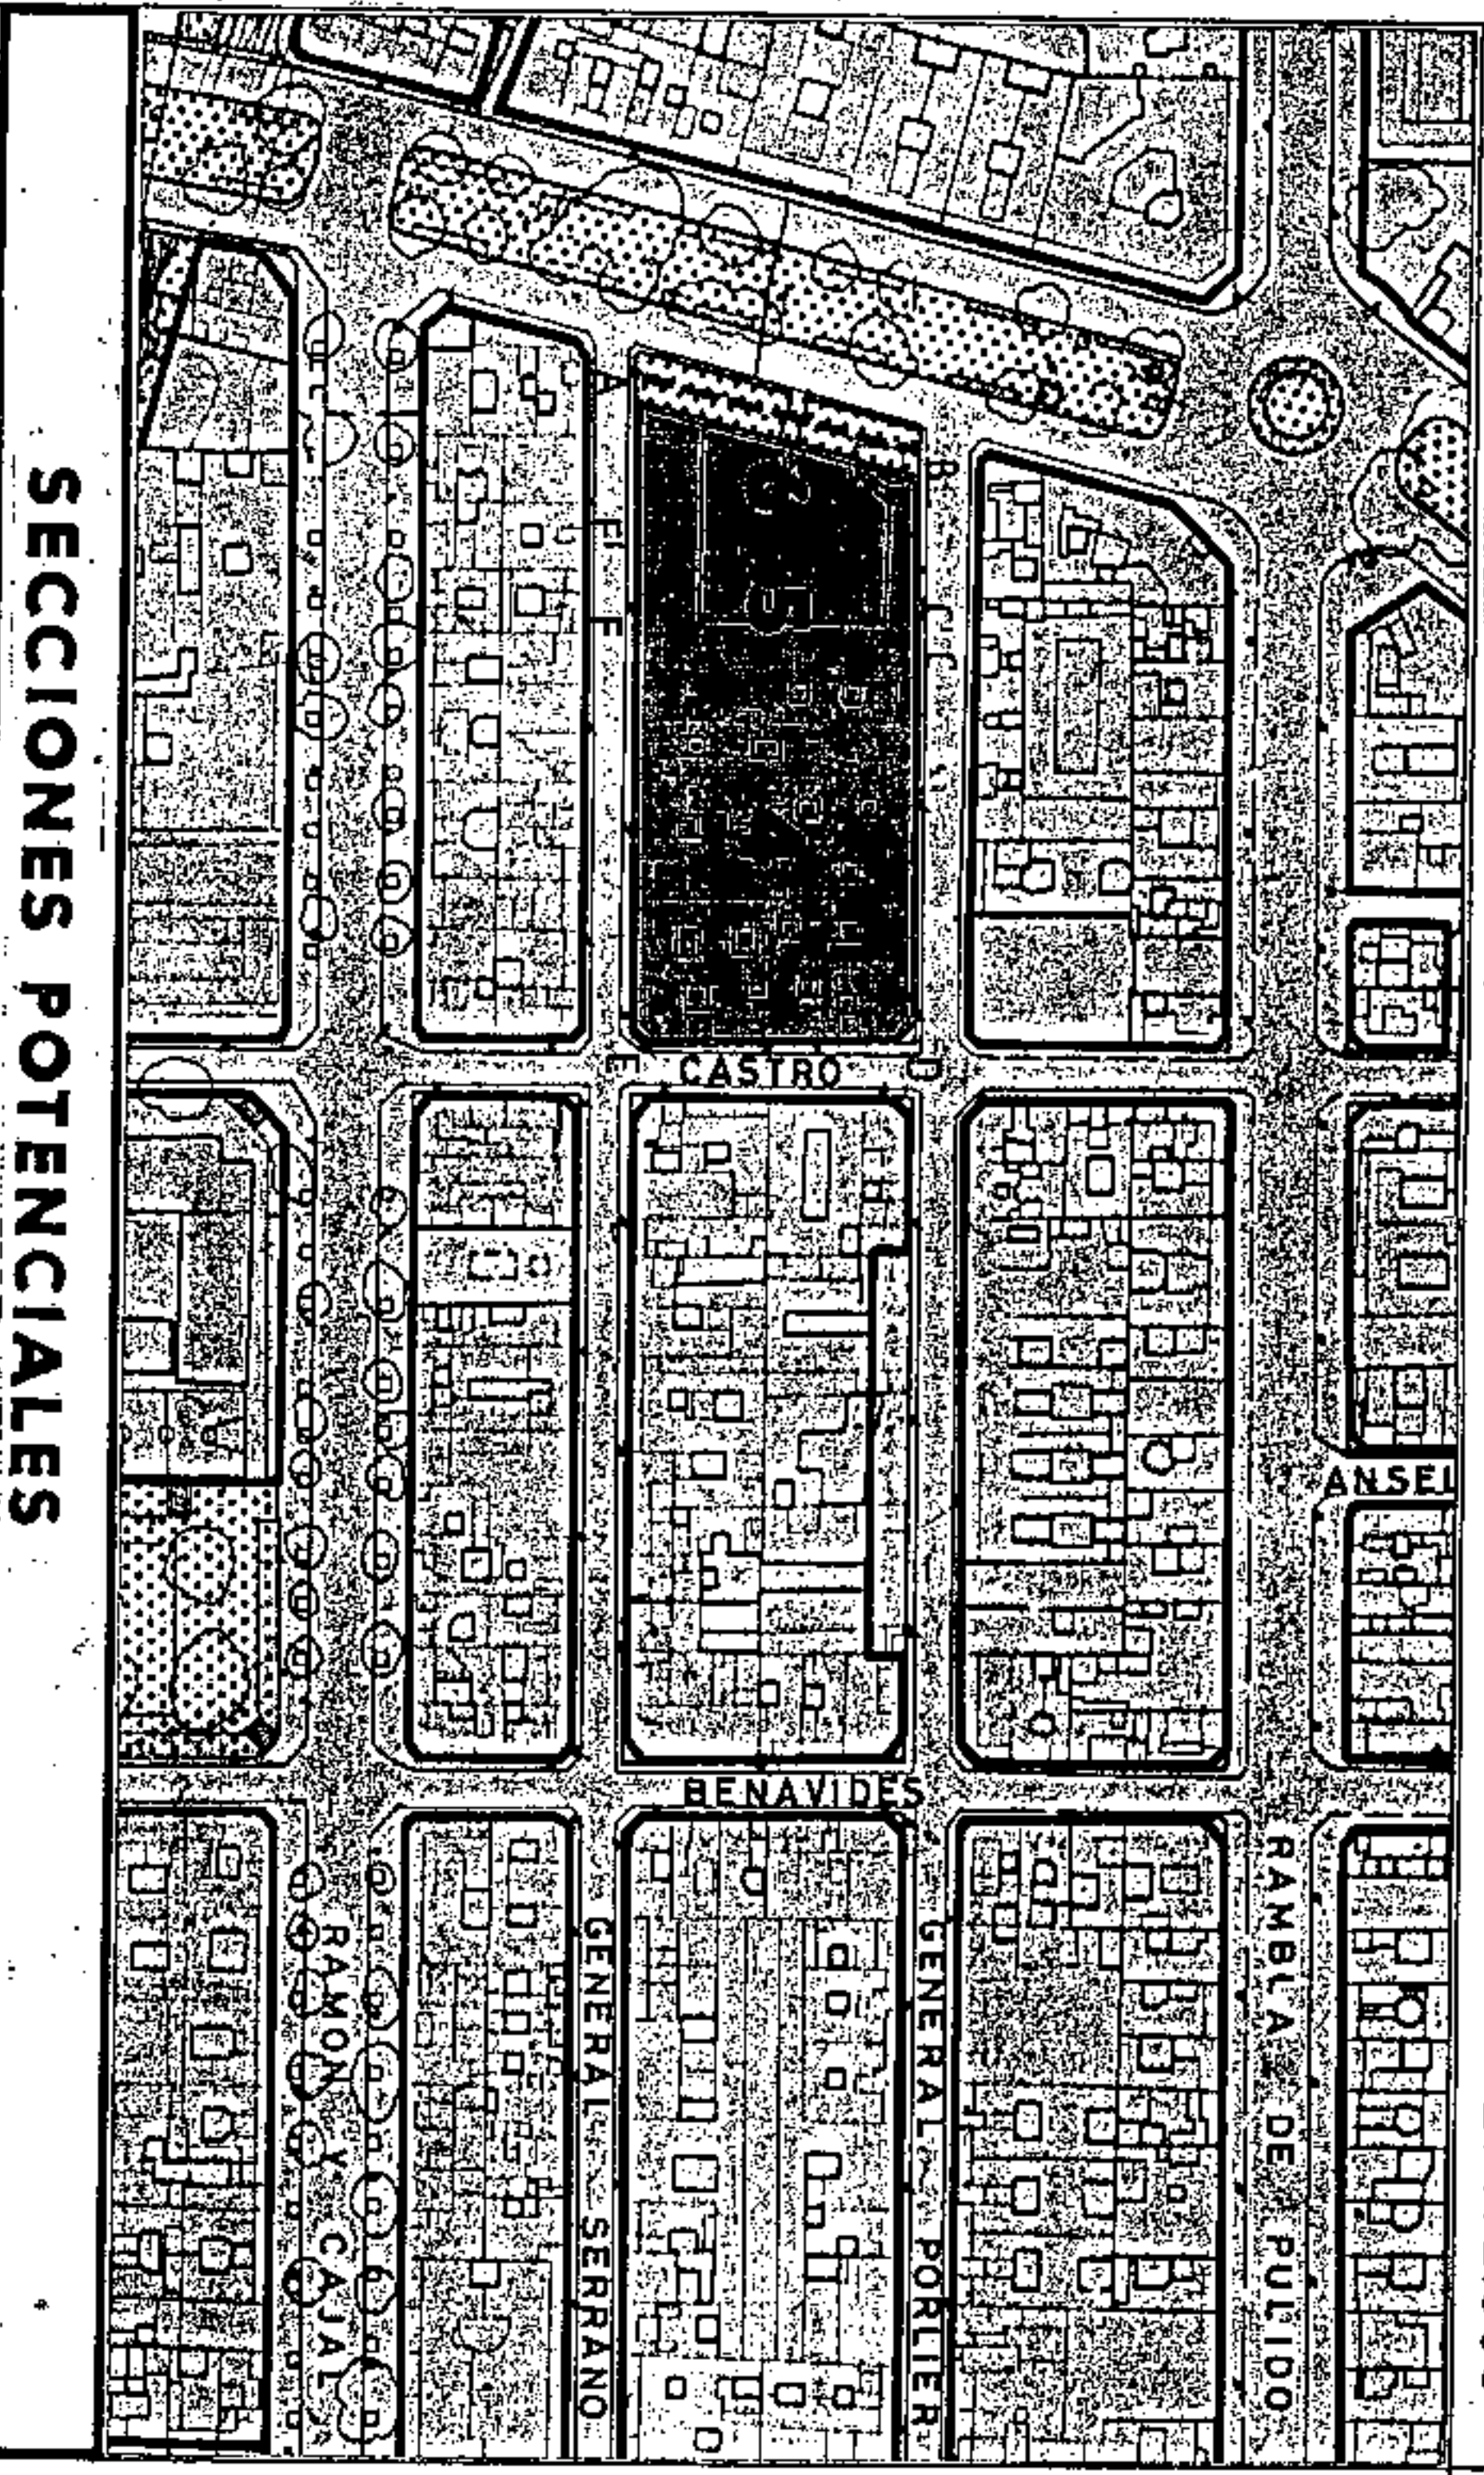 SECCIONES POTENCIALES
A
B
F'
F
C
C'
E
CASTRO
D
ANSEL
BENAVIDES
RAMON Y CAJAL
GENERAL SERRANO
GENERAL PORLIER
RAMBLA DE PULIDO